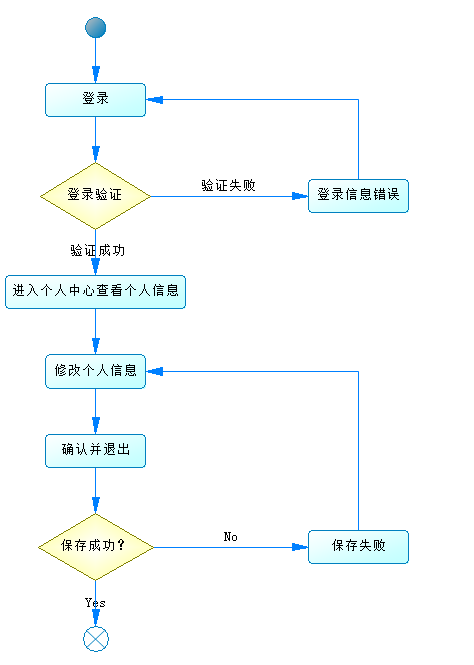 登录
登录验证
验证失败
登录信息错误
验证成功
进入个人中心查看个人信息
修改个人信息
确认并退出
保存成功？
No
保存失败
Yes